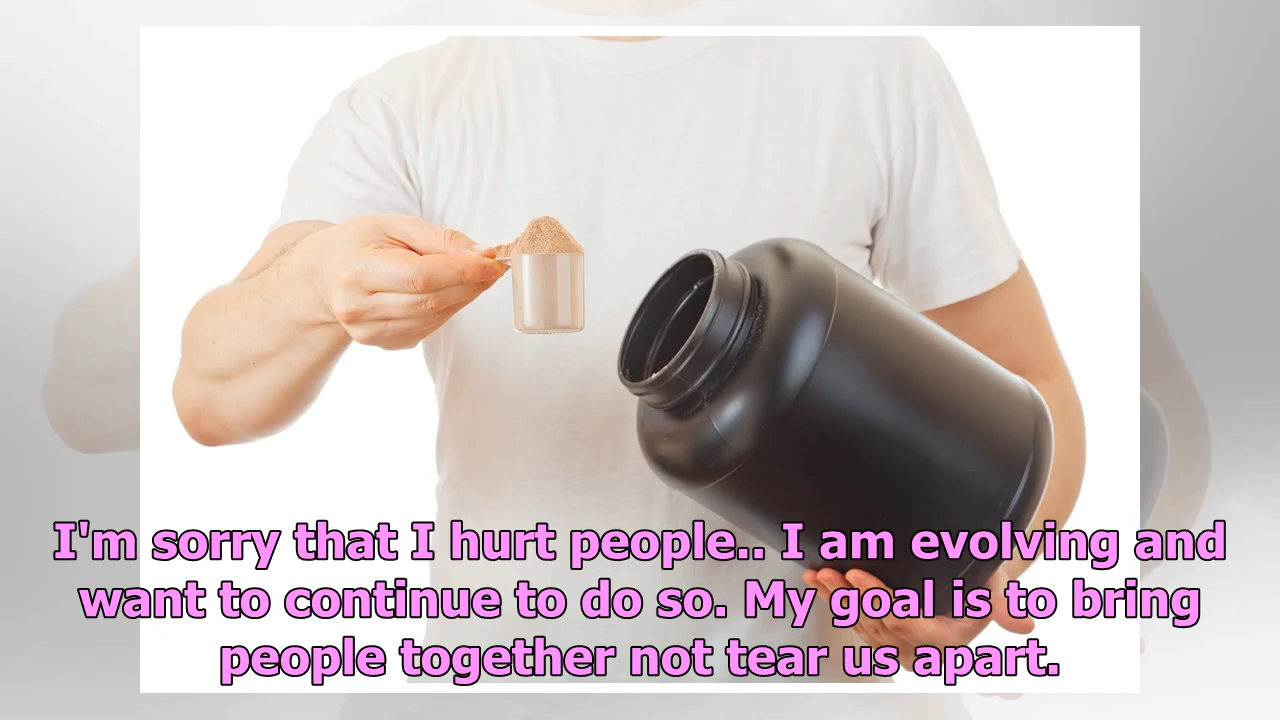 I'm sorry that I hurt people.. I am evolving and
want to continue to do so. My goal is to bring
people together not tear us apart.